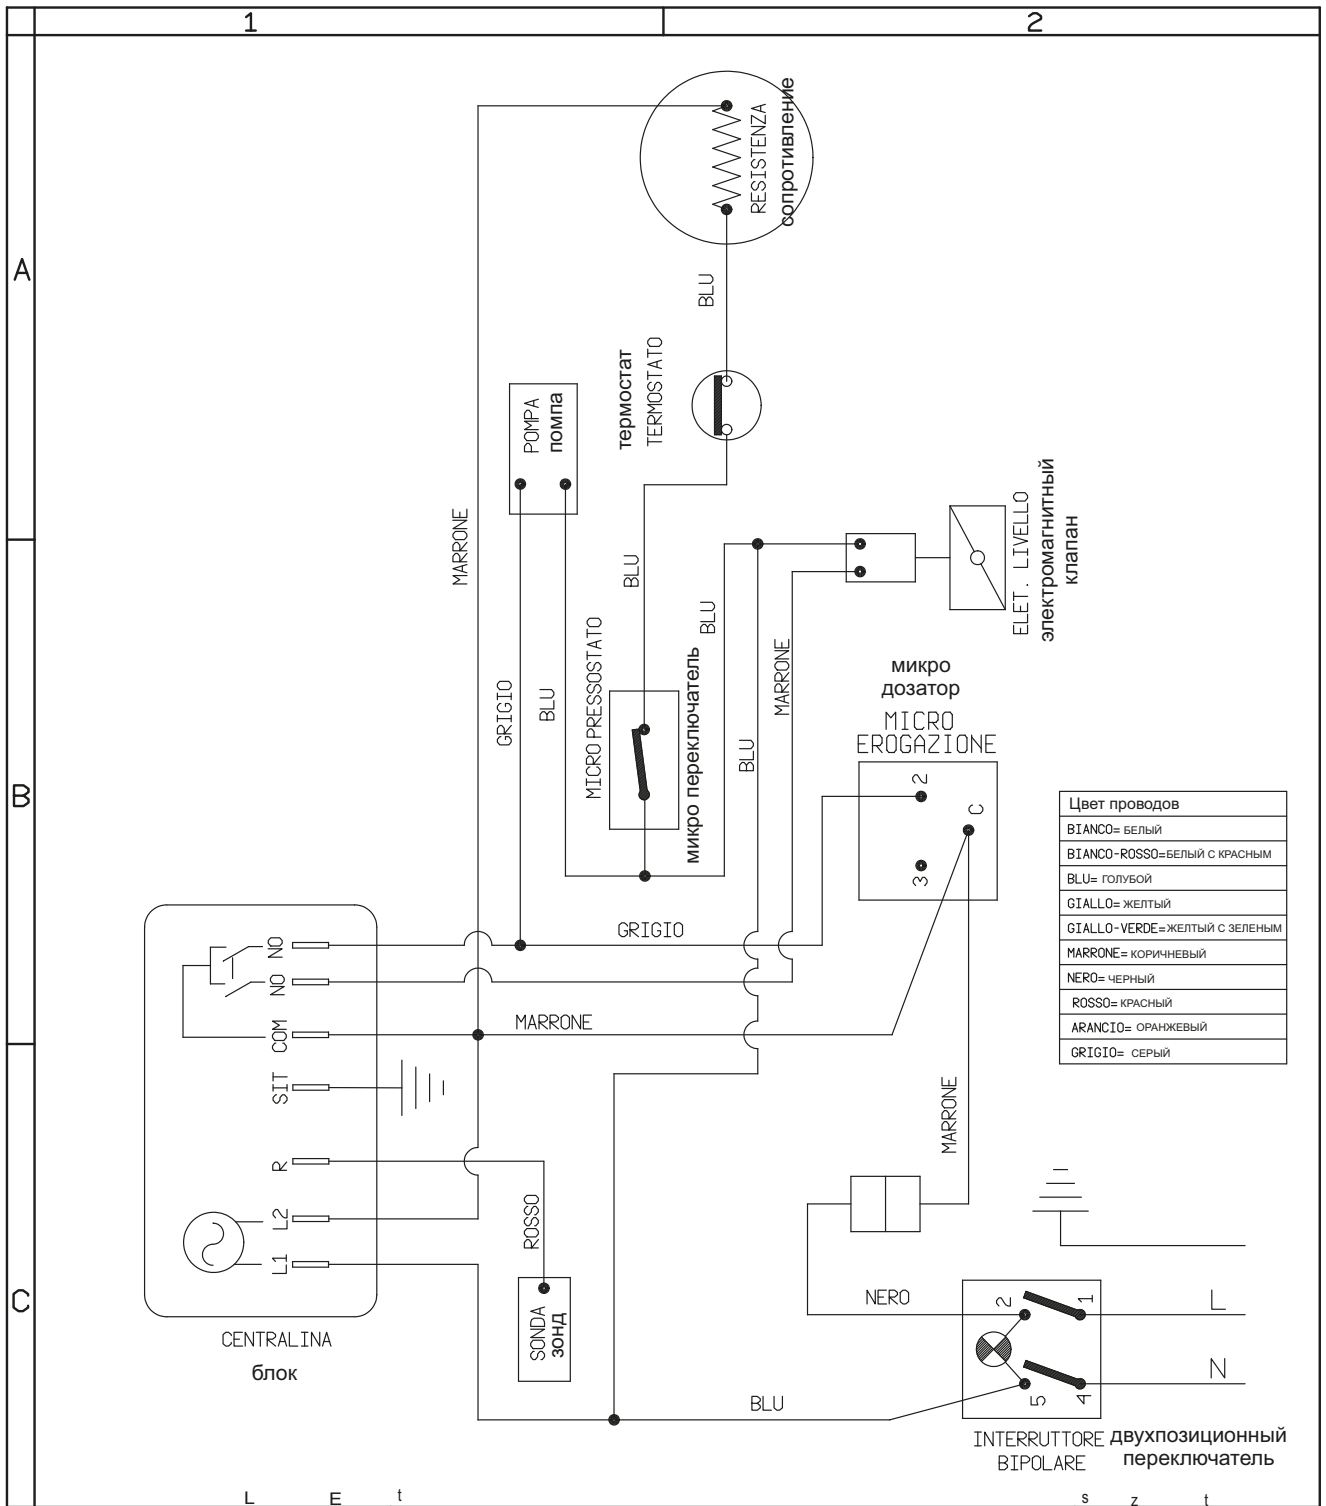 1
2
A
B
C
RESISTENZA
сопротивление
BLU
термостат
TERMOSTATO
POMPA
помпа
MARRONE
BLU
BLU
ELET. LIVELLO
электромагнитный
клапан
GRIGIO
BLU
MICRO PRESSOSTATO
микро переключатель
MARRONE
BLU
микро
дозатор
MICRO
EROGAZIONE
2
C
3
Цвет проводов
BIANCO= БЕЛЫЙ
BIANCO-ROSSO=БЕЛЫЙ С КРАСНЫМ
BLU= ГОЛУБОЙ
GIALLO= ЖЕЛТЫЙ
GIALLO-VERDE=ЖЕЛТЫЙ С ЗЕЛЕНЫМ
MARRONE= КОРИЧНЕВЫЙ
NERO= ЧЕРНЫЙ
ROSSO= КРАСНЫЙ
ARANCIO= ОРАНЖЕВЫЙ
GRIGIO= СЕРЫЙ
GRIGIO
NO
NO
COM
MARRONE
SIT
R
L2
L1
CENTRALINA
блок
ROSSO
SONDA
зонд
MARRONE
NERO
2
1
5
4
L
N
BLU
INTERRUTTORE
BIPOLARE
двухпозиционный
переключатель
L E t
s z t